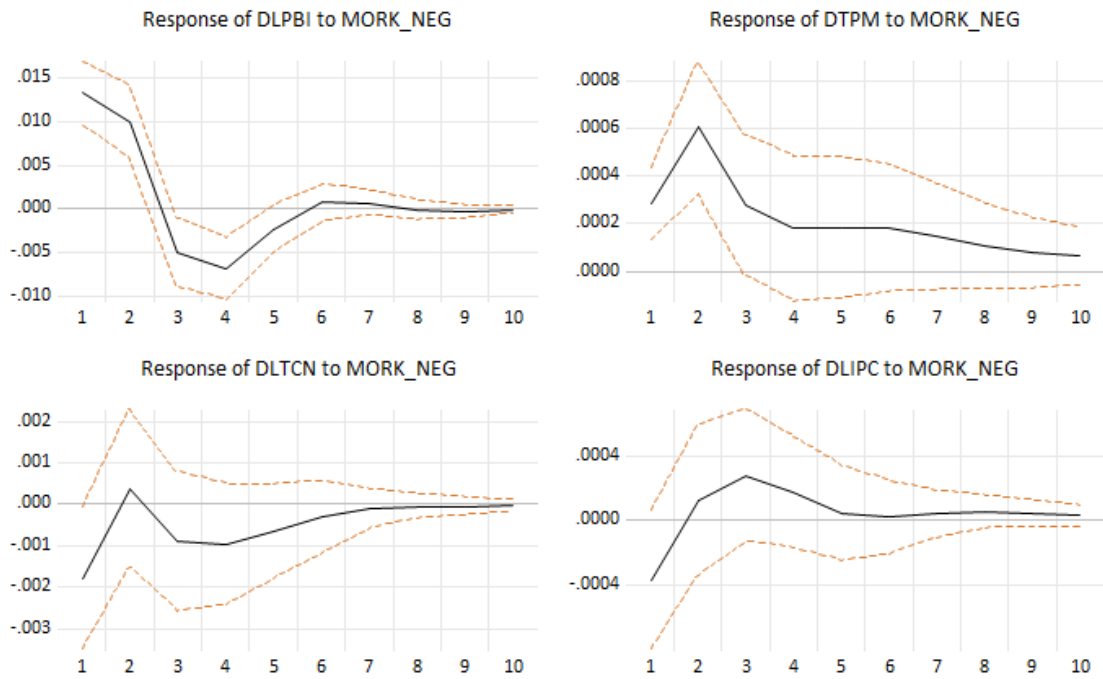 Response of DLPBI to MORK_NEG
.015
.010
.005
.000
-.005
-.010
1 2 3 4 5 6 7 8 9 10
Response of DTPM to MORK_NEG
.0008
.0006
.0004
.0002
.0000
1 2 3 4 5 6 7 8 9 10
Response of DLTCN to MORK_NEG
.002
.001
.000
-.001
-.002
-.003
1 2 3 4 5 6 7 8 9 10
Response of DLIPC to MORK_NEG
.0004
.0000
-.0004
1 2 3 4 5 6 7 8 9 10